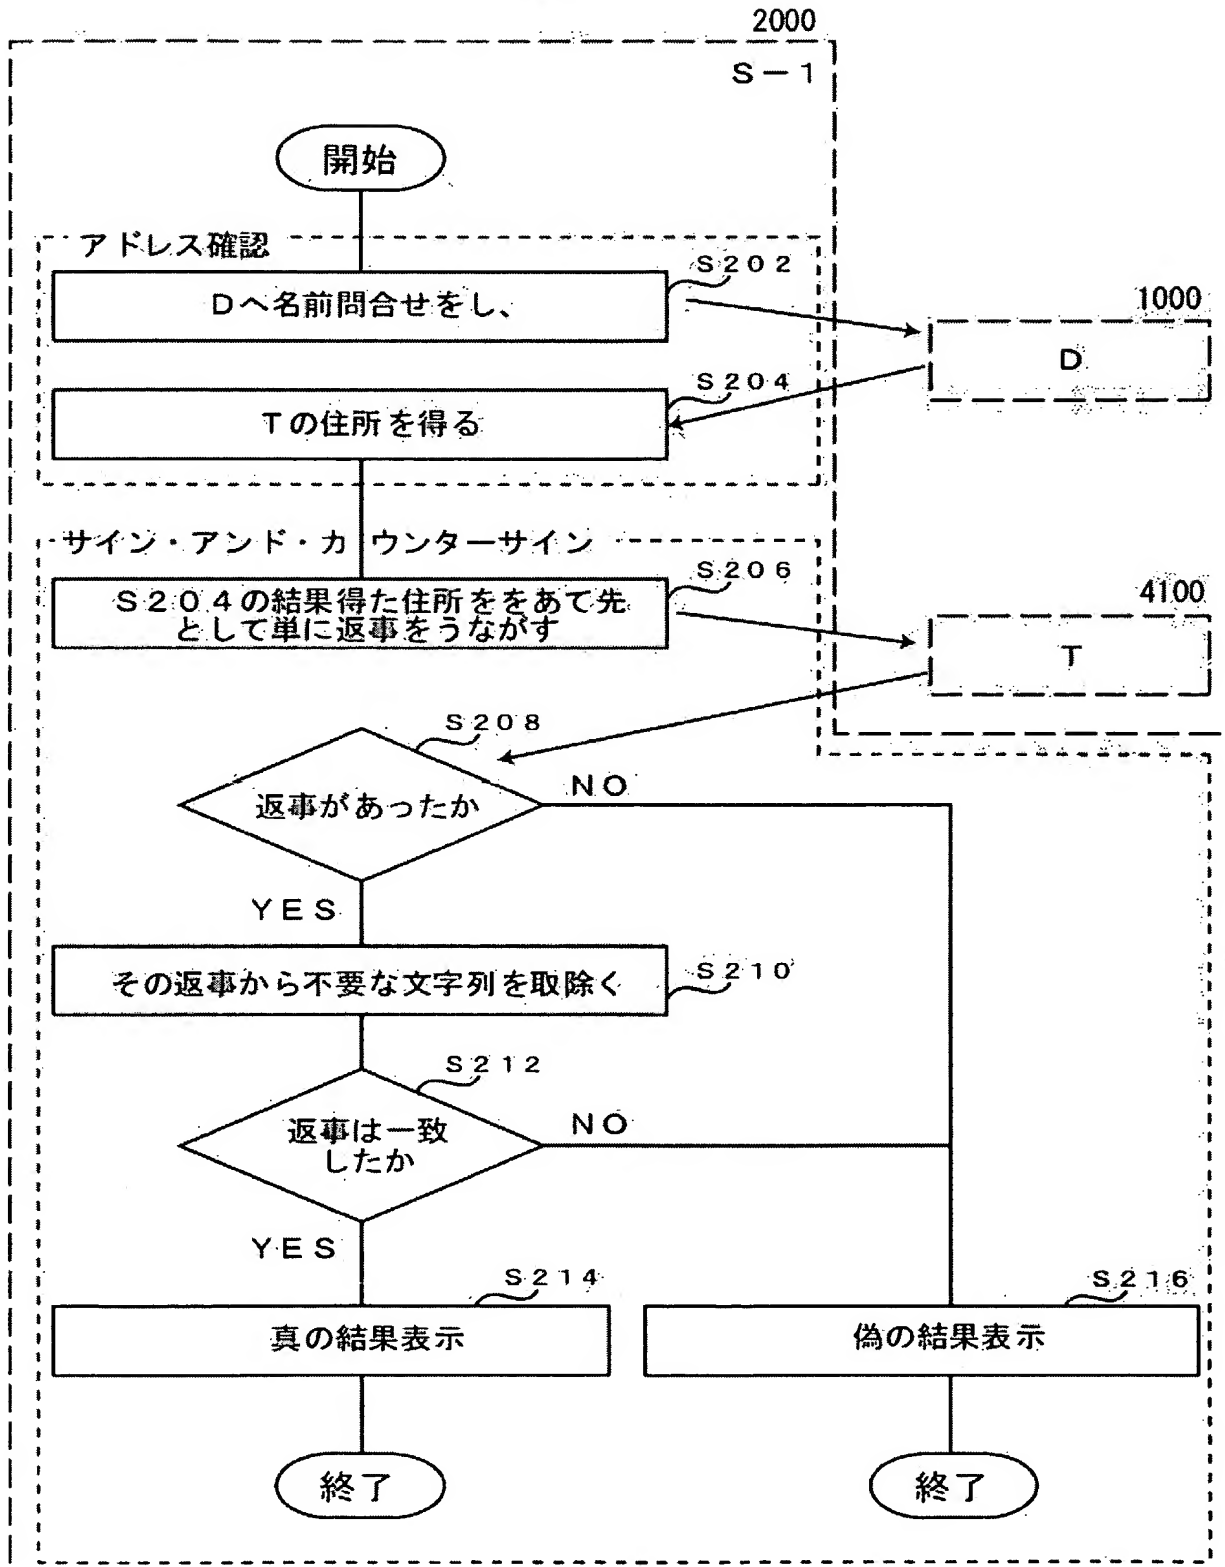 2000
S-1
開始
アドレス確認
S202
Dへ名前問合せをし、
1000
D
S204
Tの住所を得る
サイン・アンド・カウンターサイン
S206
S204の結果得た住所ををあて先
として単に返事をうながす
4100
T
S208
返事があったか
NO
YES
その返事から不要な文字列を取除く
S210
S212
返事は一致
したか
NO
YES
S214
真の結果表示
S216
偽の結果表示
終了
終了